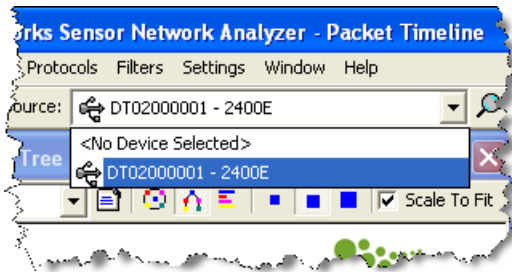 rks Sensor Network Analyzer - Packet Timeline
Protocols Filters Settings Window Help
ource: DT02000001 - 2400E
<No Device Selected>
Tree
DT02000001 - 2400E
Scale To Fit